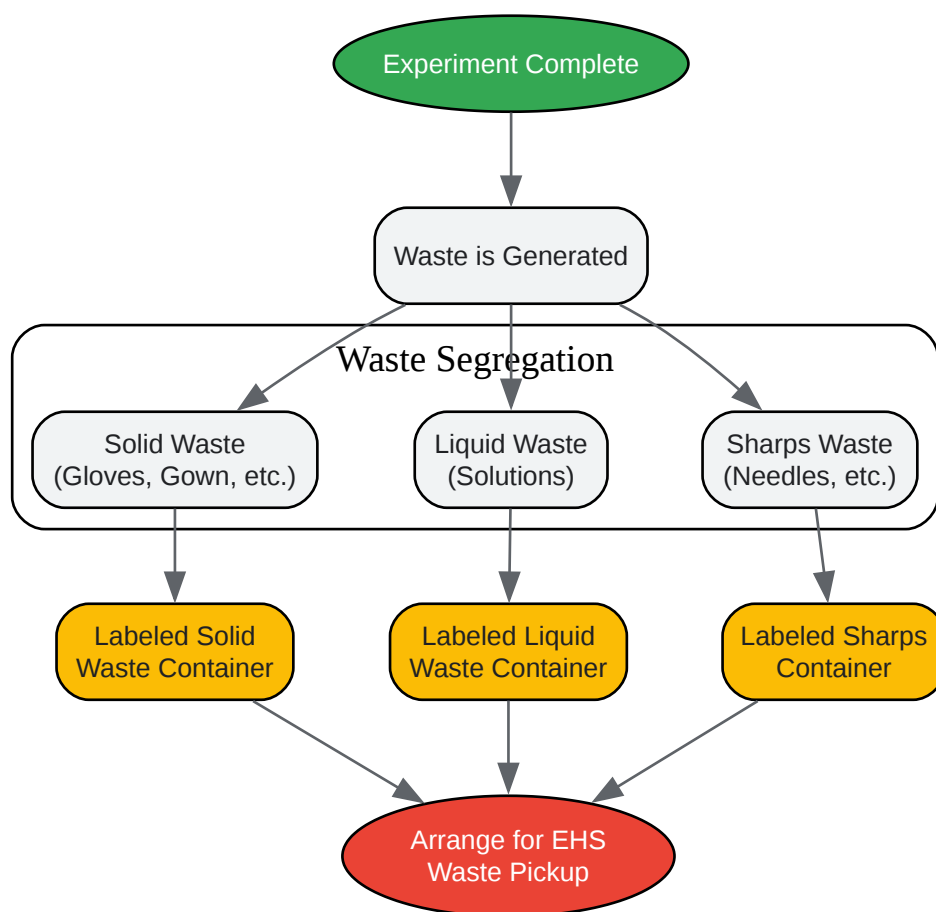 Experiment Complete
Waste is Generated
Waste Segregation
Solid Waste
(Gloves, Gown, etc.)
Liquid Waste
(Solutions)
Sharps Waste
(Needles, etc.)
Labeled Solid
Waste Container
Labeled Liquid
Waste Container
Labeled Sharps
Container
Arrange for EHS
Waste Pickup